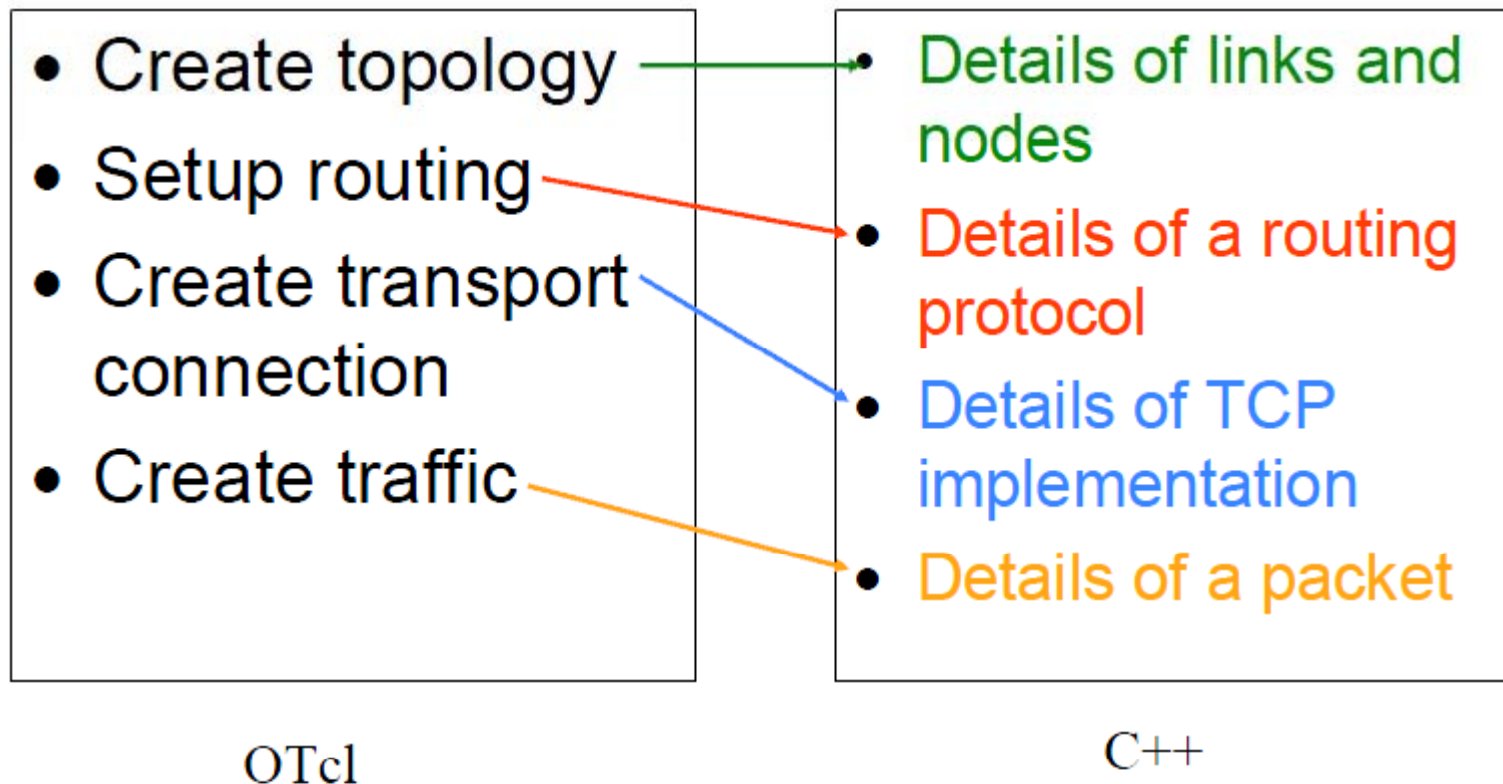 • Create topology
• Setup routing
• Create transport
connection
• Create traffic
• Details of links and
nodes
• Details of a routing
protocol
• Details of TCP
implementation
• Details of a packet
OTcl
C++